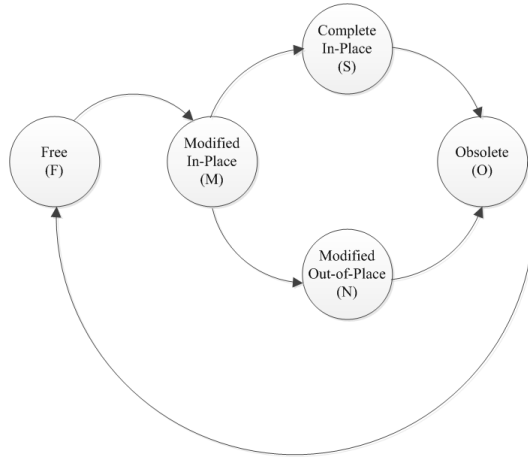 Complete
In-Place
(S)
Free
(F)
Modified
In-Place
(M)
Obsolete
(O)
Modified
Out-of-Place
(N)